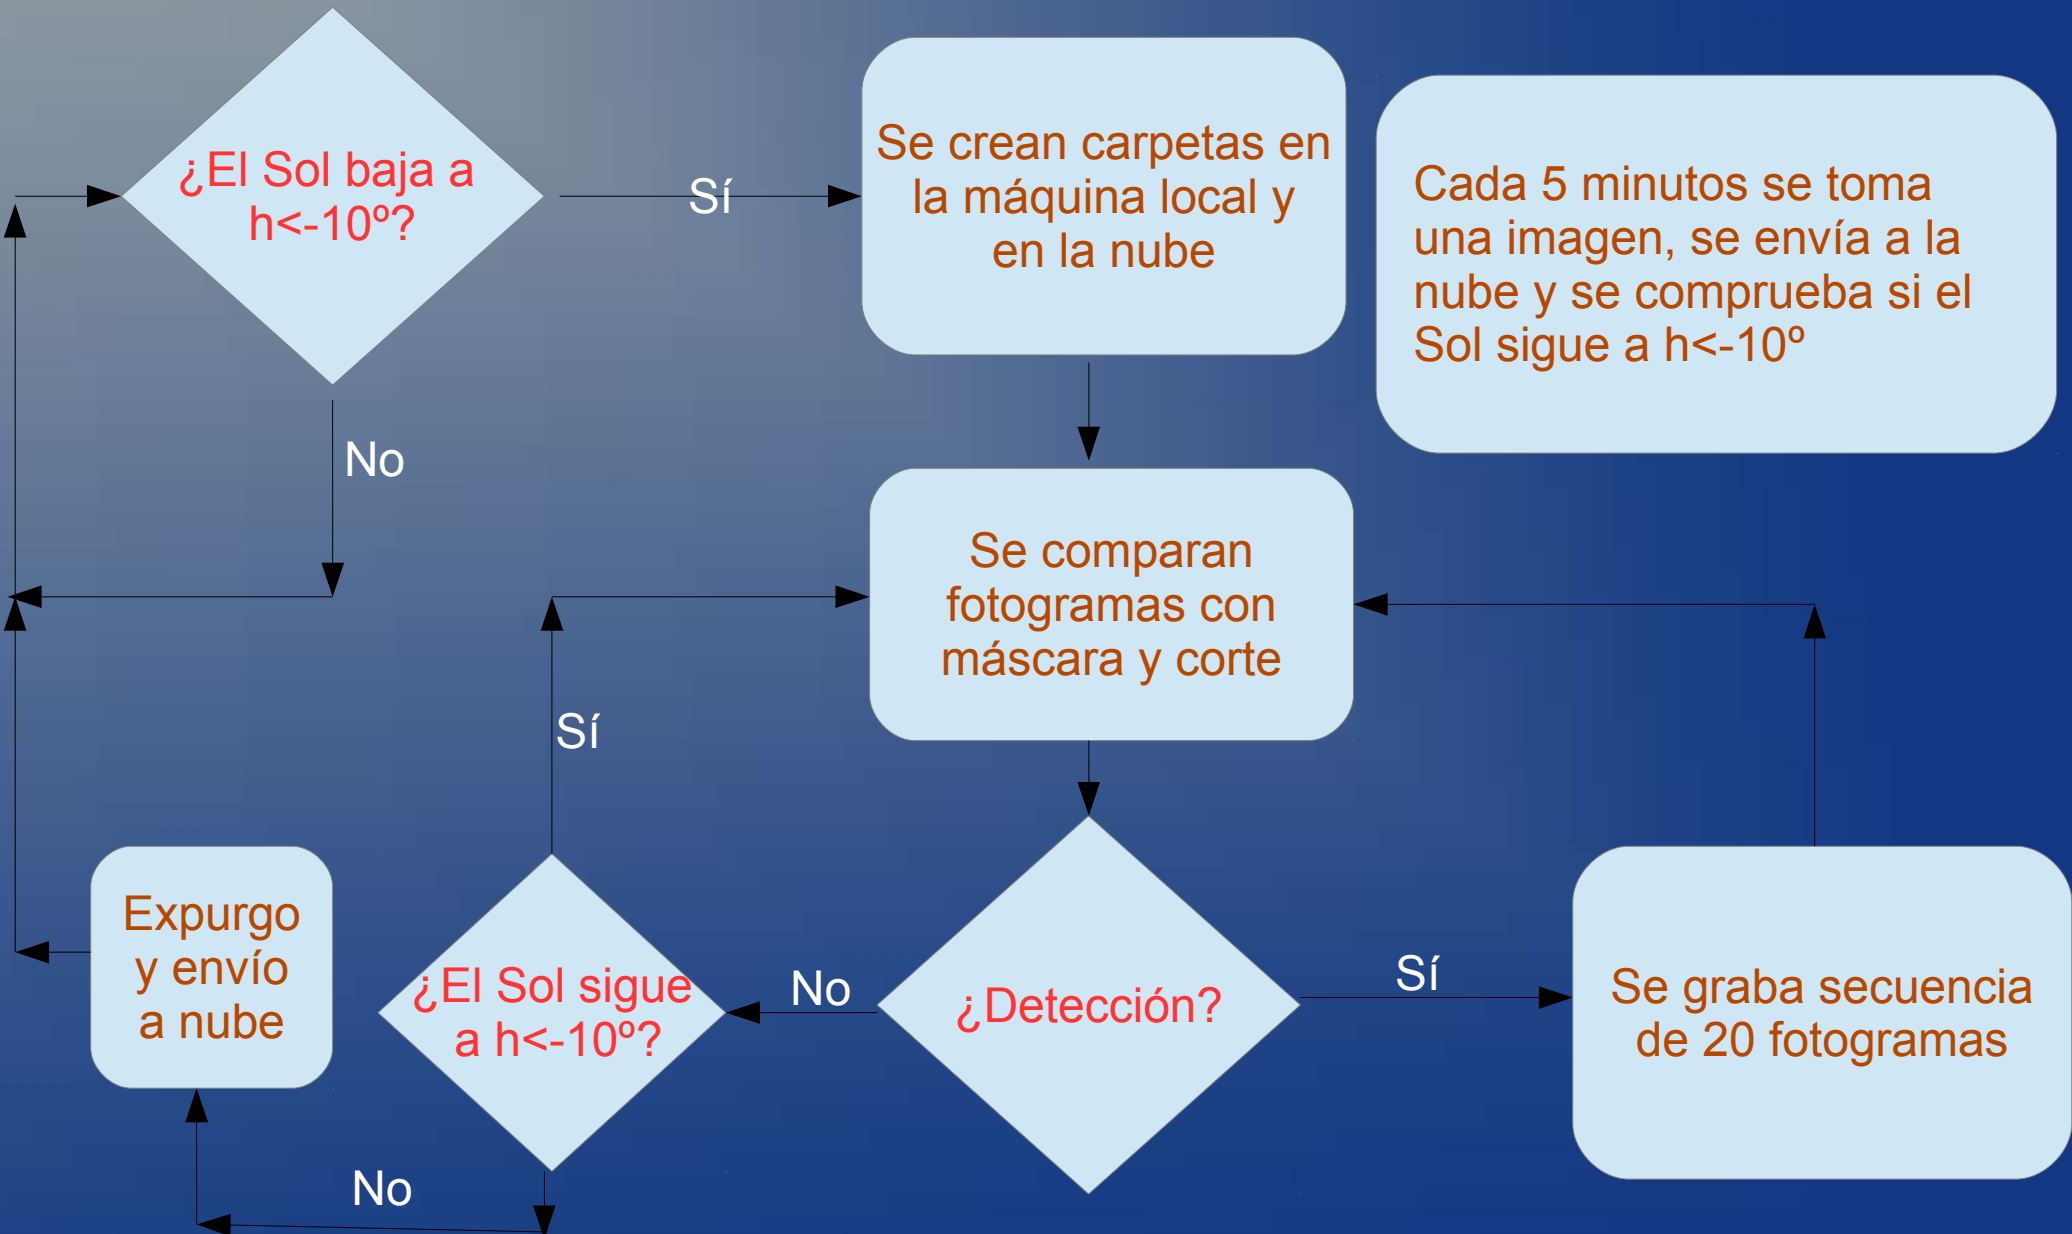 ¿El Sol baja a
h<-10º?
Sí
Se crean carpetas en
la máquina local y
en la nube
Cada 5 minutos se toma
una imagen, se envía a la
nube y se comprueba si el
Sol sigue a h<-10º
No
Se comparan
fotogramas con
máscara y corte
Sí
Expurgo
y envío
a nube
¿El Sol sigue
a h<-10º?
No
¿Detección?
Sí
Se graba secuencia
de 20 fotogramas
No